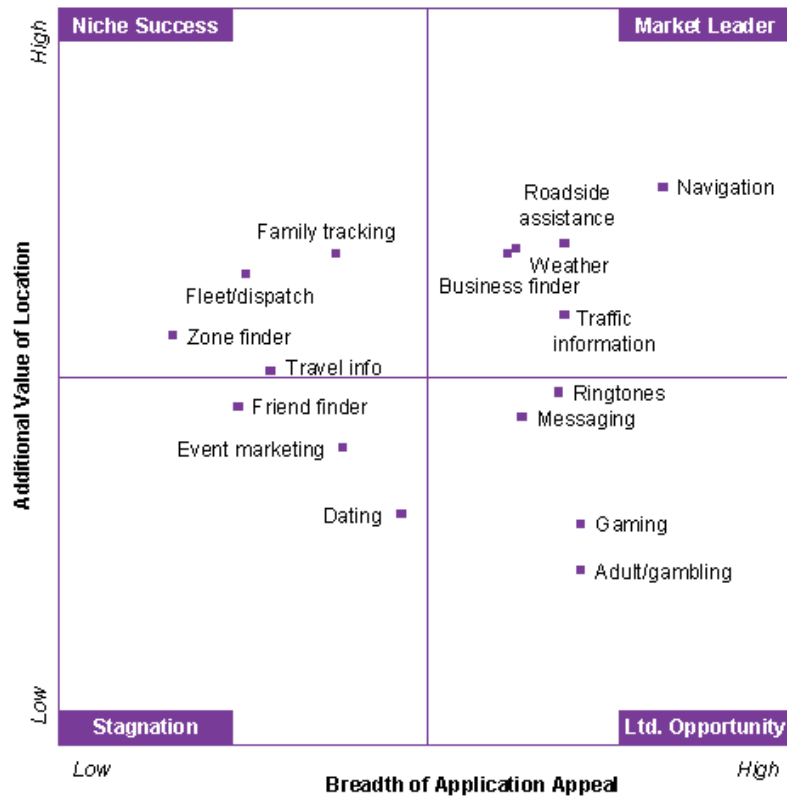 Niche Success
Market Leader
High
Navigation
Roadside
assistance
Family tracking
Weather
Business finder
Fleet/dispatch
Traffic
information
Zone finder
Travel info
Additional Value of Location
Ringtones
Friend finder
Messaging
Event marketing
Dating
Gaming
Adult/gambling
Low
Stagnation
Ltd. Opportunity
Low
High
Breadth of Application Appeal